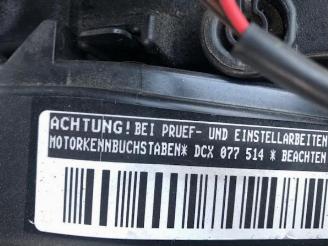 ACHTUNG! BEI PRUEF- UND EINSTELLARBEITEN
MOTORKENNBUCHSTABEN* DCX 077 514 * BEACHTEN